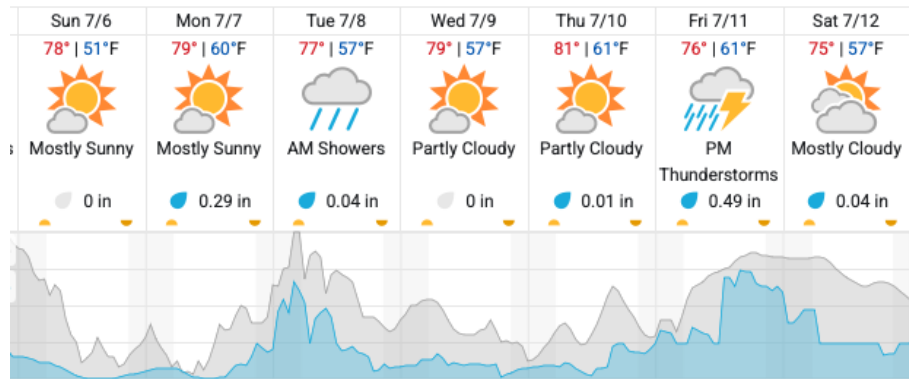 Sun 7/6 Mon 7/7 Tue 7/8 Wed 7/9 Thu 7/10 Fri 7/11 Sat 7/12
78° | 51°F 79° | 60°F 77° | 57°F 79° | 57°F 81° | 61°F 76° | 61°F 75° | 57°F
s Mostly Sunny Mostly Sunny AM Showers Partly Cloudy Partly Cloudy PM Mostly Cloudy
Thunderstorms
0 in 0.29 in 0.04 in 0 in 0.01 in 0.49 in 0.04 in